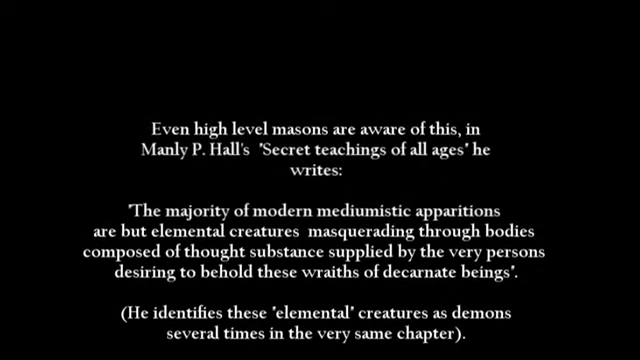 Even high level masons are aware of this, in
Manly P. Hall's 'Secret teachings of all ages' he
writes:
'The majority of modern mediumistic apparitions
are but elemental creatures masquerading through bodies
composed of thought substance supplied by the very persons
desiring to behold these wraiths of decarnate beings'.
(He identifies these 'elemental' creatures as demons
several times in the very same chapter).